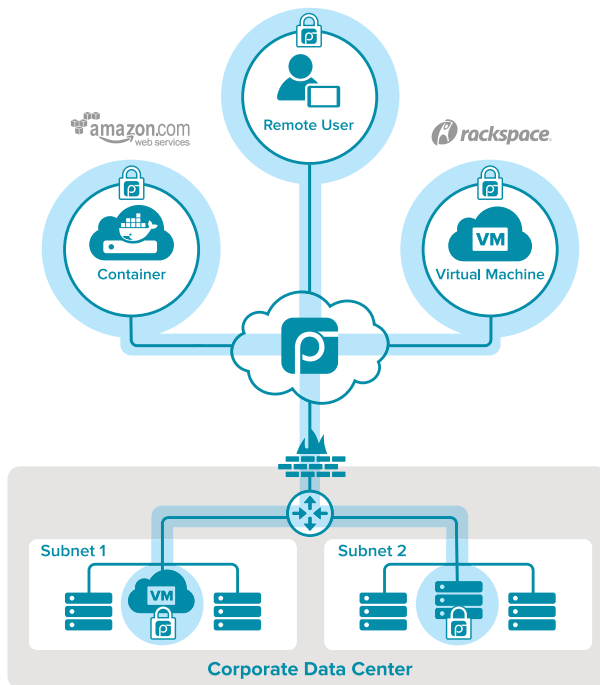 Remote User
amazon.com
web services
rackspace
Container
VM
Virtual Machine
Subnet 1
Subnet 2
VM
Corporate Data Center